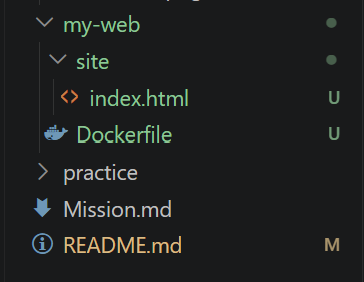 my-web
site
index.html U
Dockerfile U
practice
Mission.md
README.md M